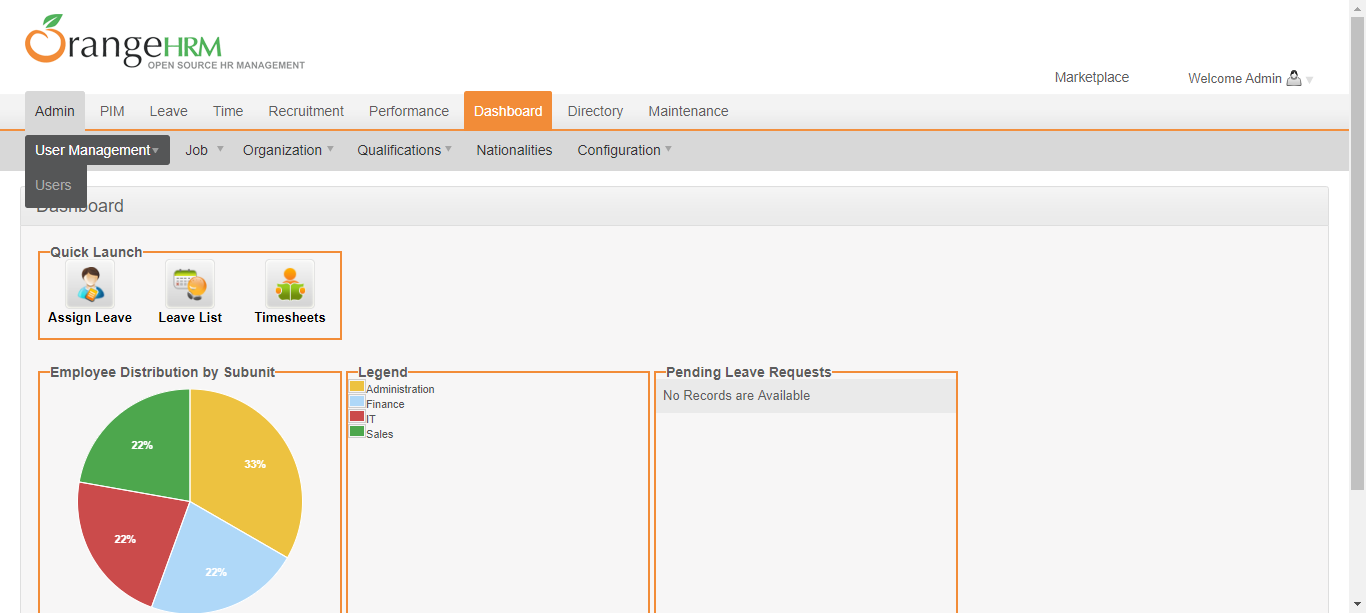 OrangeHRM
OPEN SOURCE HR MANAGEMENT
Marketplace Welcome Admin
Admin PIM Leave Time Recruitment Performance Dashboard Directory Maintenance
User Management Job Organization Qualifications Nationalities Configuration
Users
Dashboard
Quick Launch
Assign Leave Leave List Timesheets
Employee Distribution by Subunit
22%
33%
22%
22%
Legend
Administration
Finance
IT
Sales
Pending Leave Requests
No Records are Available